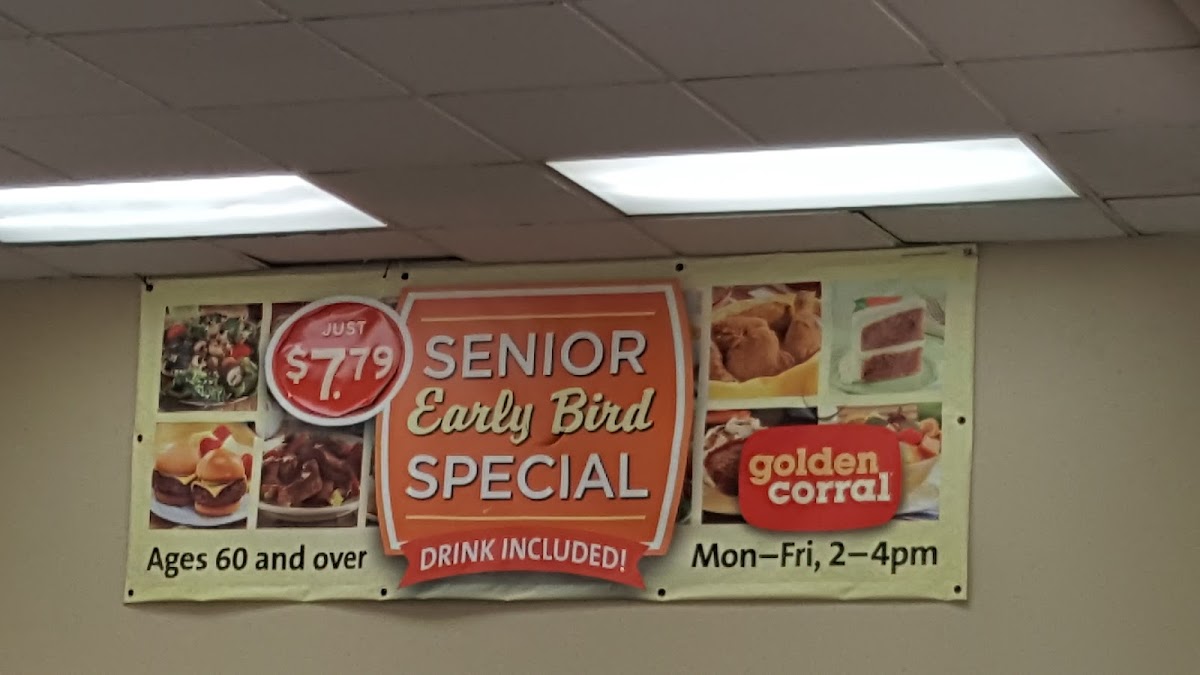 JUST
$7.79
SENIOR
Early Bird
SPECIAL
DRINK INCLUDED!
golden
corral
Ages 60 and over
Mon–Fri, 2–4pm